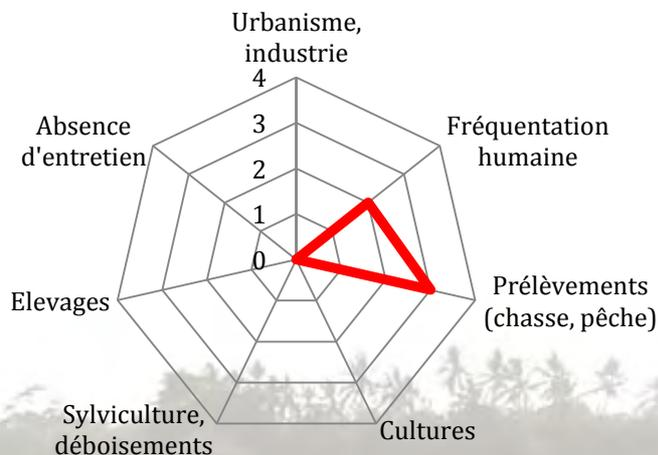 Urbanisme,
industrie
4
3
2
1
0
Fréquentation
humaine
Prélèvements
(chasse, pêche)
Cultures
Sylviculture,
déboisements
Elevages
Absence
d'entretien